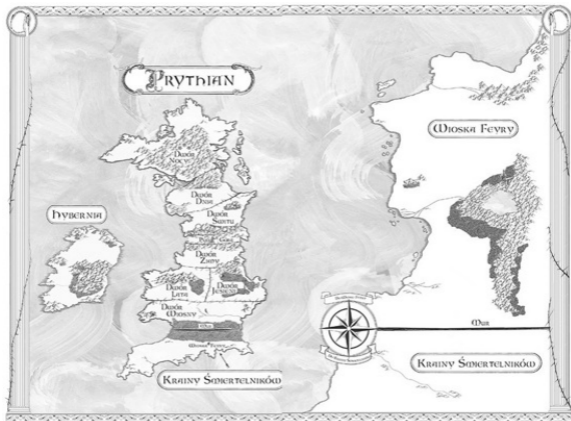 Prythian
Wioska Feyry
Dwór
Nocy
Dwór
Dnia
Dwór
Świtu
Hybernia
Dwór
Zimy
Dwór
Lata
Dwór
Jesieni
Dwór
Wiosny
Mur
Krainy Śmiertelników
Krainy Śmiertelników